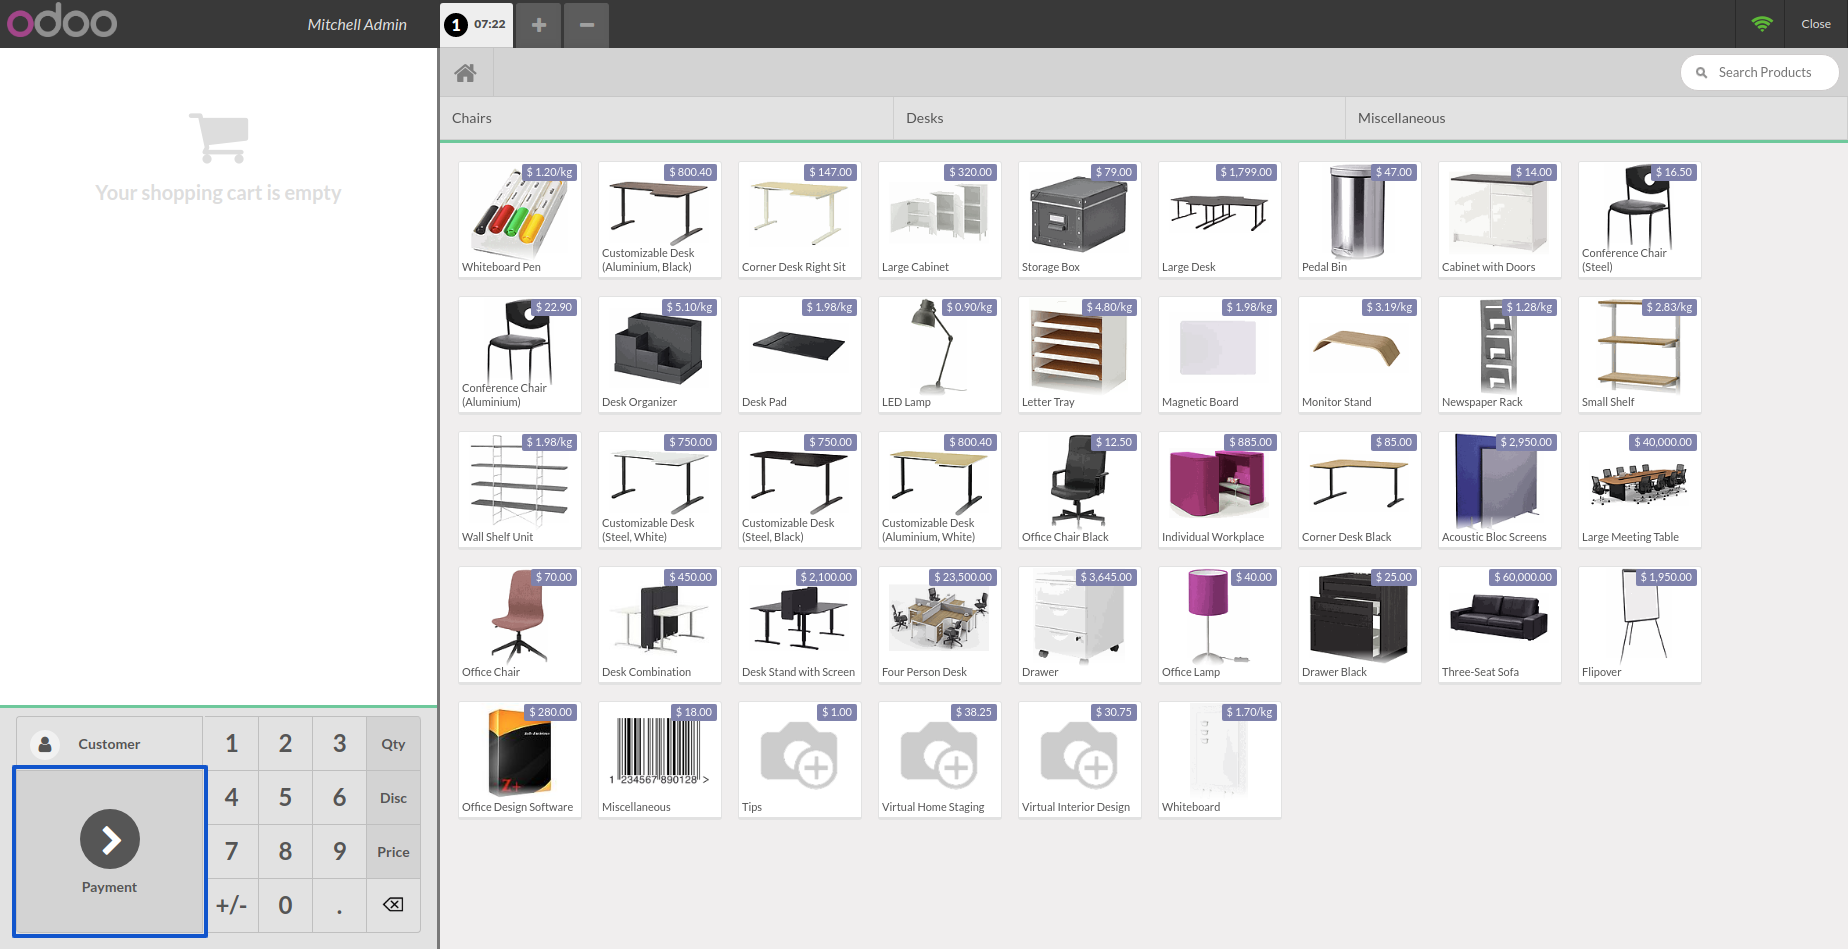 odoo
Mitchell Admin
1 07:22
+
−
Close
Search Products
Chairs
Desks
Miscellaneous
Your shopping cart is empty
$ 1.20/kg
Whiteboard Pen
$ 800.40
Customizable Desk
(Aluminium, Black)
$ 147.00
Corner Desk Right Sit
$ 320.00
Large Cabinet
$ 79.00
Storage Box
$ 1,799.00
Large Desk
$ 47.00
Pedal Bin
$ 14.00
Cabinet with Doors
$ 16.50
Conference Chair
(Steel)
$ 22.90
Conference Chair
(Aluminium)
$ 5.10/kg
Desk Organizer
$ 1.98/kg
Desk Pad
$ 0.90/kg
LED Lamp
$ 4.80/kg
Letter Tray
$ 1.98/kg
Magnetic Board
$ 3.19/kg
Monitor Stand
$ 1.28/kg
Newspaper Rack
$ 2.83/kg
Small Shelf
$ 1.98/kg
Wall Shelf Unit
$ 750.00
Customizable Desk
(Steel, White)
$ 750.00
Customizable Desk
(Steel, Black)
$ 800.40
Customizable Desk
(Aluminium, White)
$ 12.50
Office Chair Black
$ 885.00
Individual Workplace
$ 85.00
Corner Desk Black
$ 2,950.00
Acoustic Bloc Screens
$ 40,000.00
Large Meeting Table
$ 70.00
Office Chair
$ 450.00
Desk Combination
$ 2,100.00
Desk Stand with Screen
$ 23,500.00
Four Person Desk
$ 3,645.00
Drawer
$ 40.00
Office Lamp
$ 25.00
Drawer Black
$ 60,000.00
Three-Seat Sofa
$ 1,950.00
Flipover
$ 280.00
Z+
Office Design Software
$ 18.00
1 234567 890128 >
Miscellaneous
$ 1.00
Tips
$ 38.25
Virtual Home Staging
$ 30.75
Virtual Interior Design
$ 1.70/kg
Whiteboard
Customer
Payment
1 2 3 Qty
4 5 6 Disc
7 8 9 Price
+/- 0 .